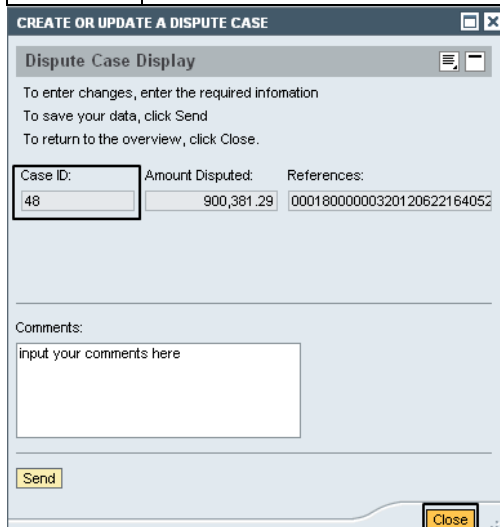 CREATE OR UPDATE A DISPUTE CASE
Dispute Case Display
To enter changes, enter the required infomation
To save your data, click Send
To return to the overview, click Close.
Case ID: Amount Disputed: References:
48 900,381.29 0001800000032012062216​4052
Comments:
input your comments here
Send
Close